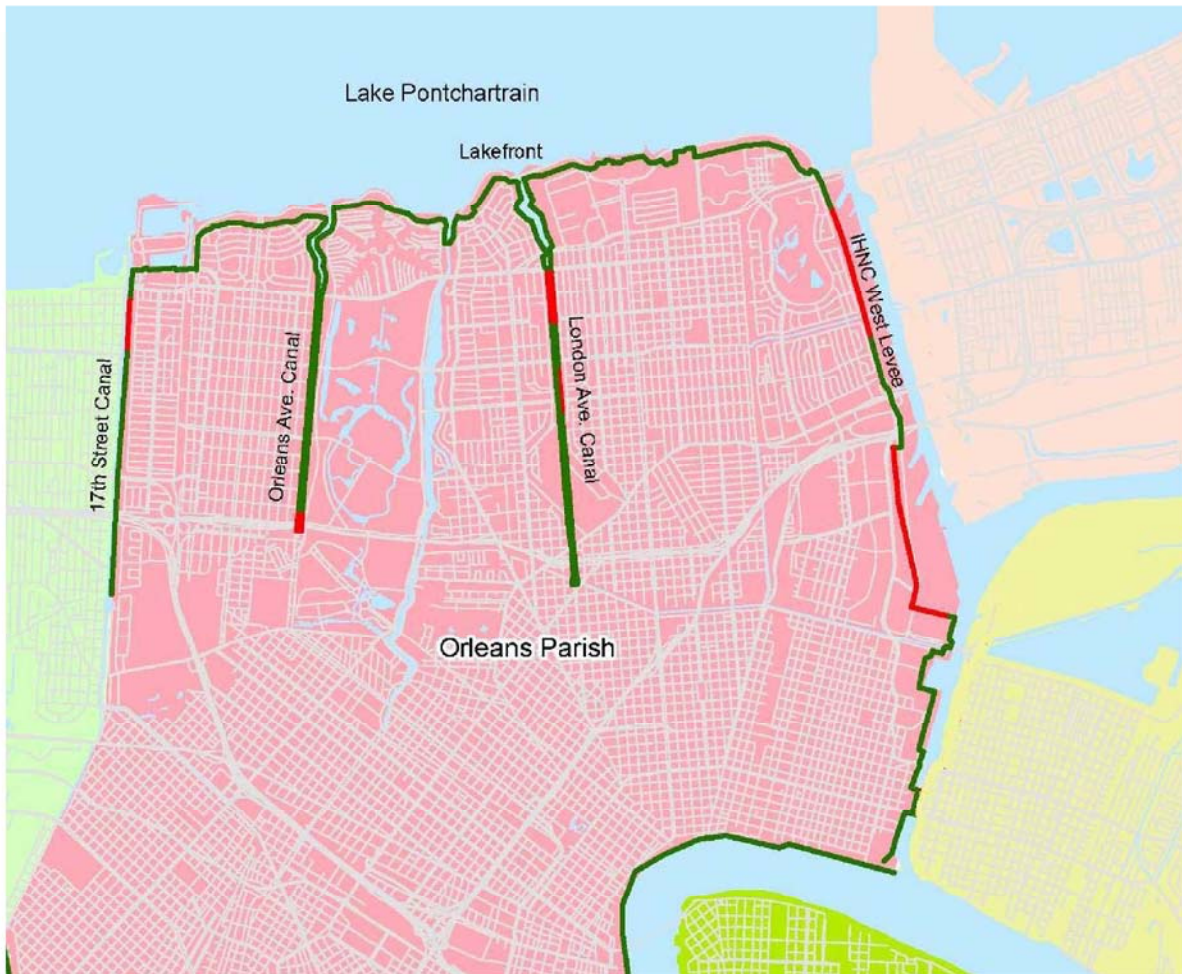 Lake Pontchartrain
Lakefront
17th Street Canal
Orleans Ave. Canal
London Ave. Canal
IHNC West Levee
Orleans Parish